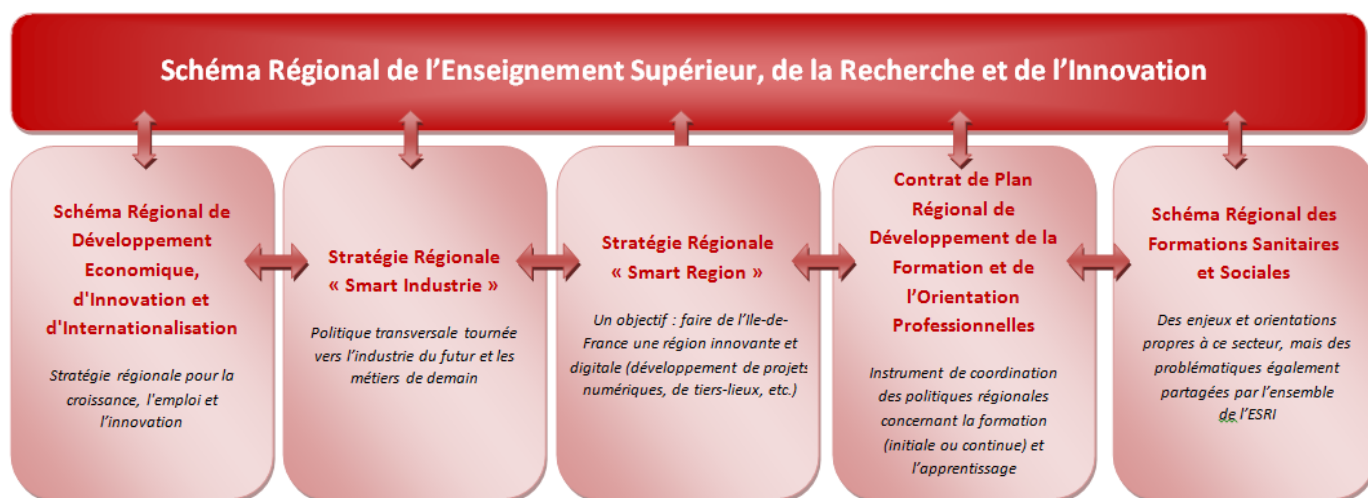 Schéma Régional de l'Enseignement Supérieur, de la Recherche et de l'Innovation
Schéma Régional de
Développement
Economique,
d'Innovation et
d'Internationalisation
Stratégie régionale pour la
croissance, l'emploi et
l'innovation
Stratégie Régionale
« Smart Industrie »
Politique transversale tournée
vers l'industrie du futur et les
métiers de demain
Stratégie Régionale
« Smart Region »
Un objectif : faire de l'Ile-de-
France une région innovante et
digitale (développement de projets
numériques, de tiers-lieux, etc.)
Contrat de Plan
Régional de
Développement de la
Formation et de
l'Orientation
Professionnelles
Instrument de coordination
des politiques régionales
concernant la formation
(initiale ou continue) et
l'apprentissage
Schéma Régional des
Formations Sanitaires
et Sociales
Des enjeux et orientations
propres à ce secteur, mais des
problématiques également
partagées par l'ensemble
de l'ESRI